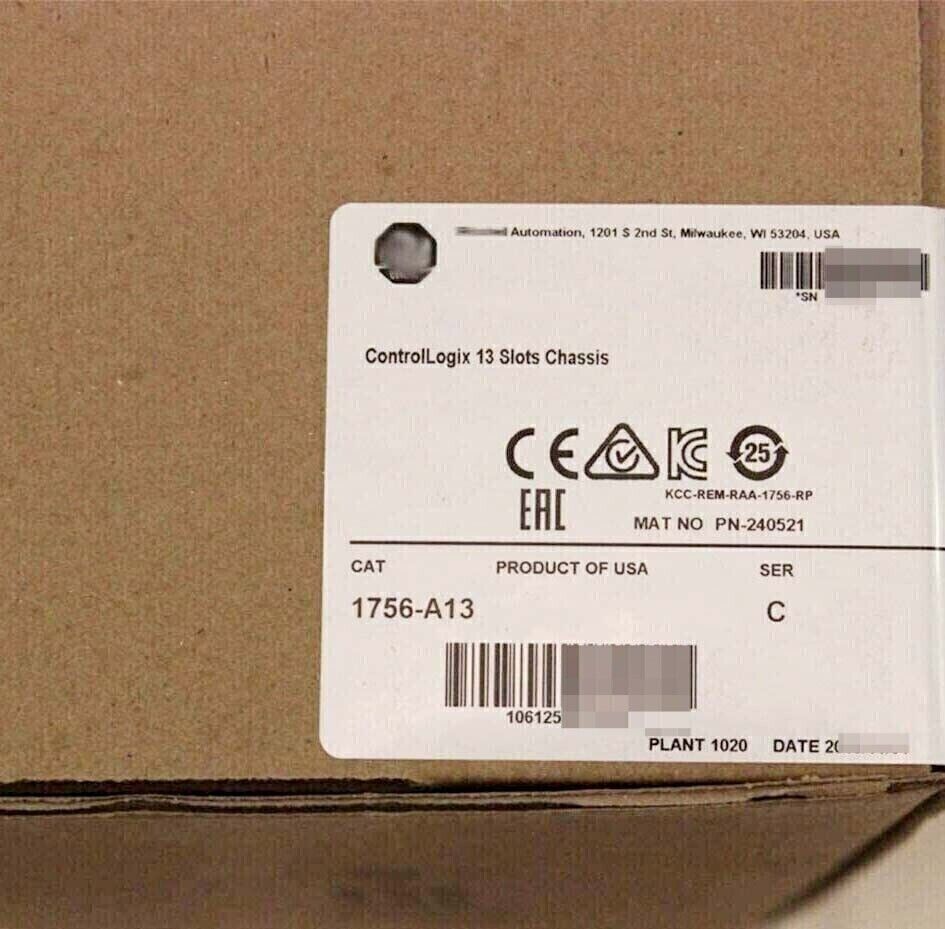 Automation, 1201 S 2nd St, Milwaukee, WI 53204, USA
*SN
ControlLogix 13 Slots Chassis
CE KC 25
KCC-REM-RAA-1756-RP
EAC
MAT NO PN-240521
CAT PRODUCT OF USA SER
1756-A13 C
106125
PLANT 1020 DATE 20